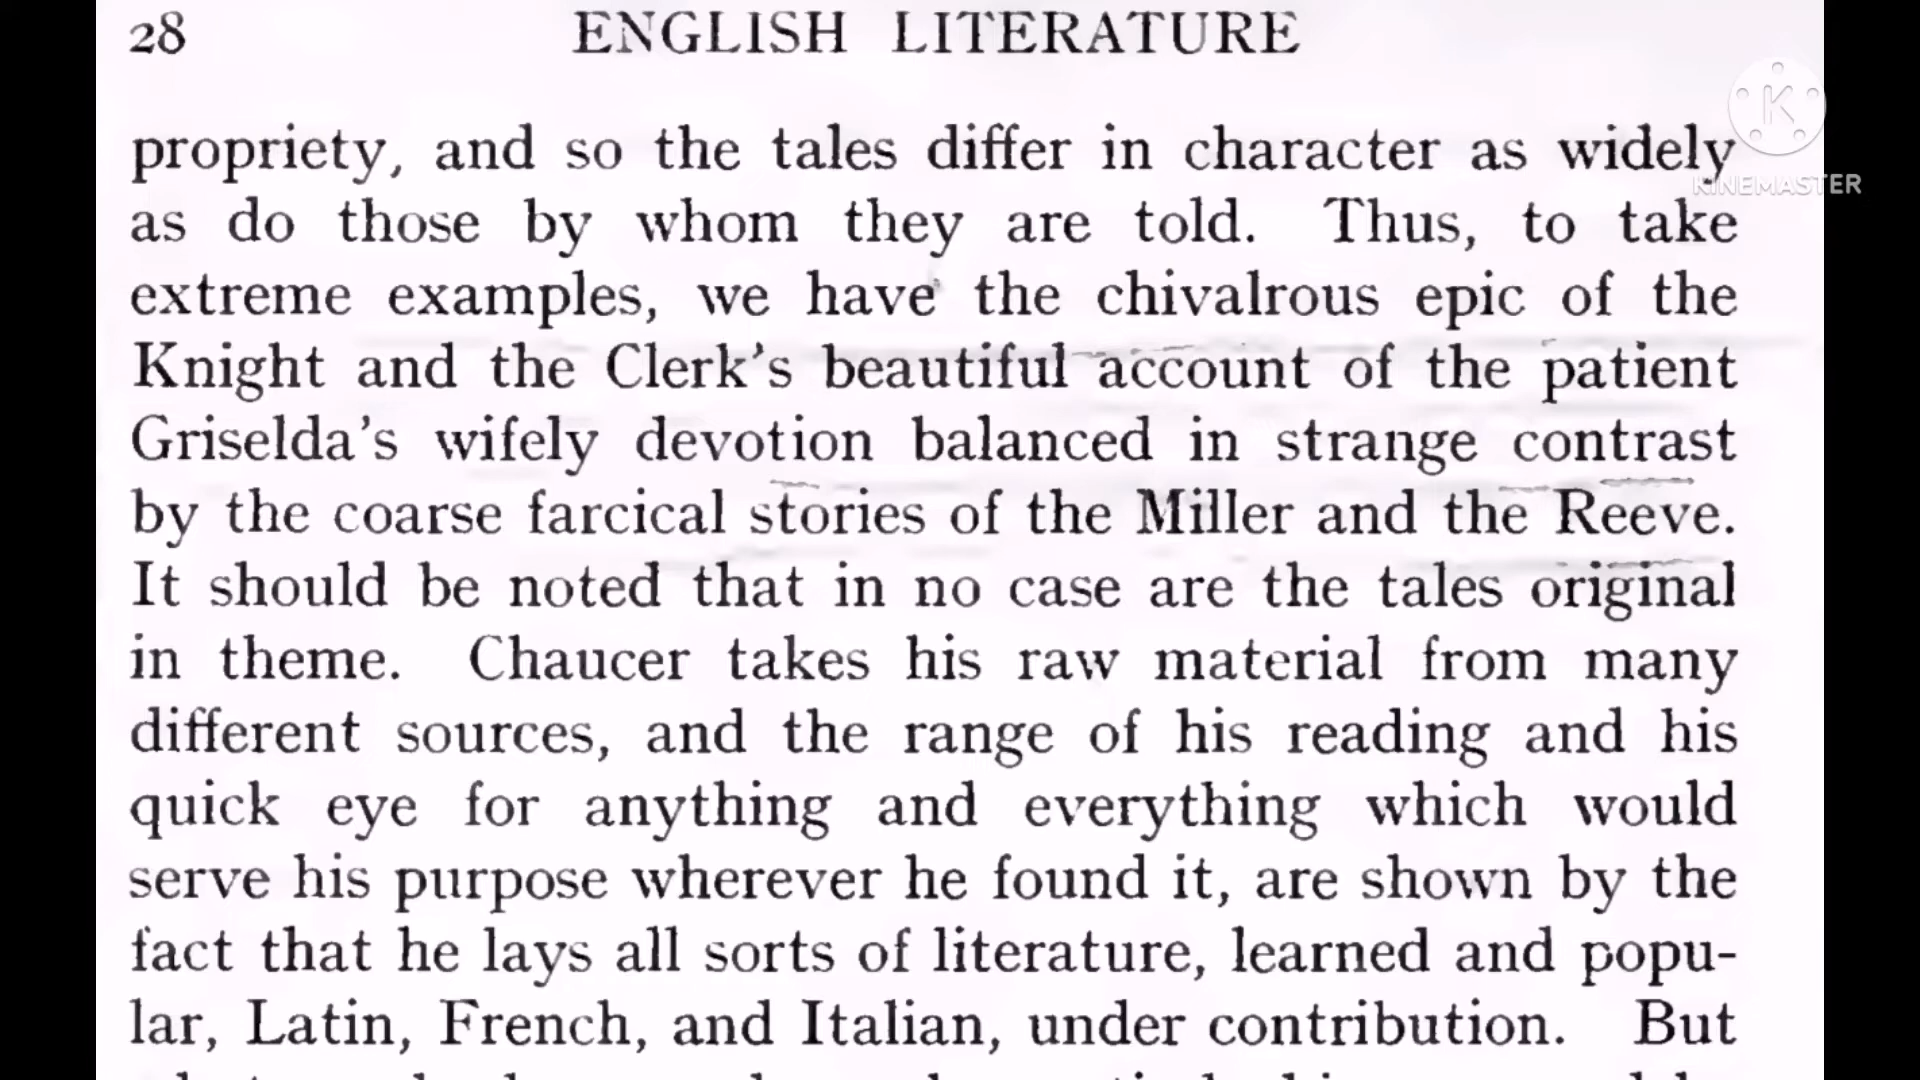 28 ENGLISH LITERATURE
propriety, and so the tales differ in character as widely
as do those by whom they are told. Thus, to take
extreme examples, we have the chivalrous epic of the
Knight and the Clerk's beautiful account of the patient
Griselda's wifely devotion balanced in strange contrast
by the coarse farcical stories of the Miller and the Reeve.
It should be noted that in no case are the tales original
in theme. Chaucer takes his raw material from many
different sources, and the range of his reading and his
quick eye for anything and everything which would
serve his purpose wherever he found it, are shown by the
fact that he lays all sorts of literature, learned and popu-
lar, Latin, French, and Italian, under contribution. But
K
KINEMASTER